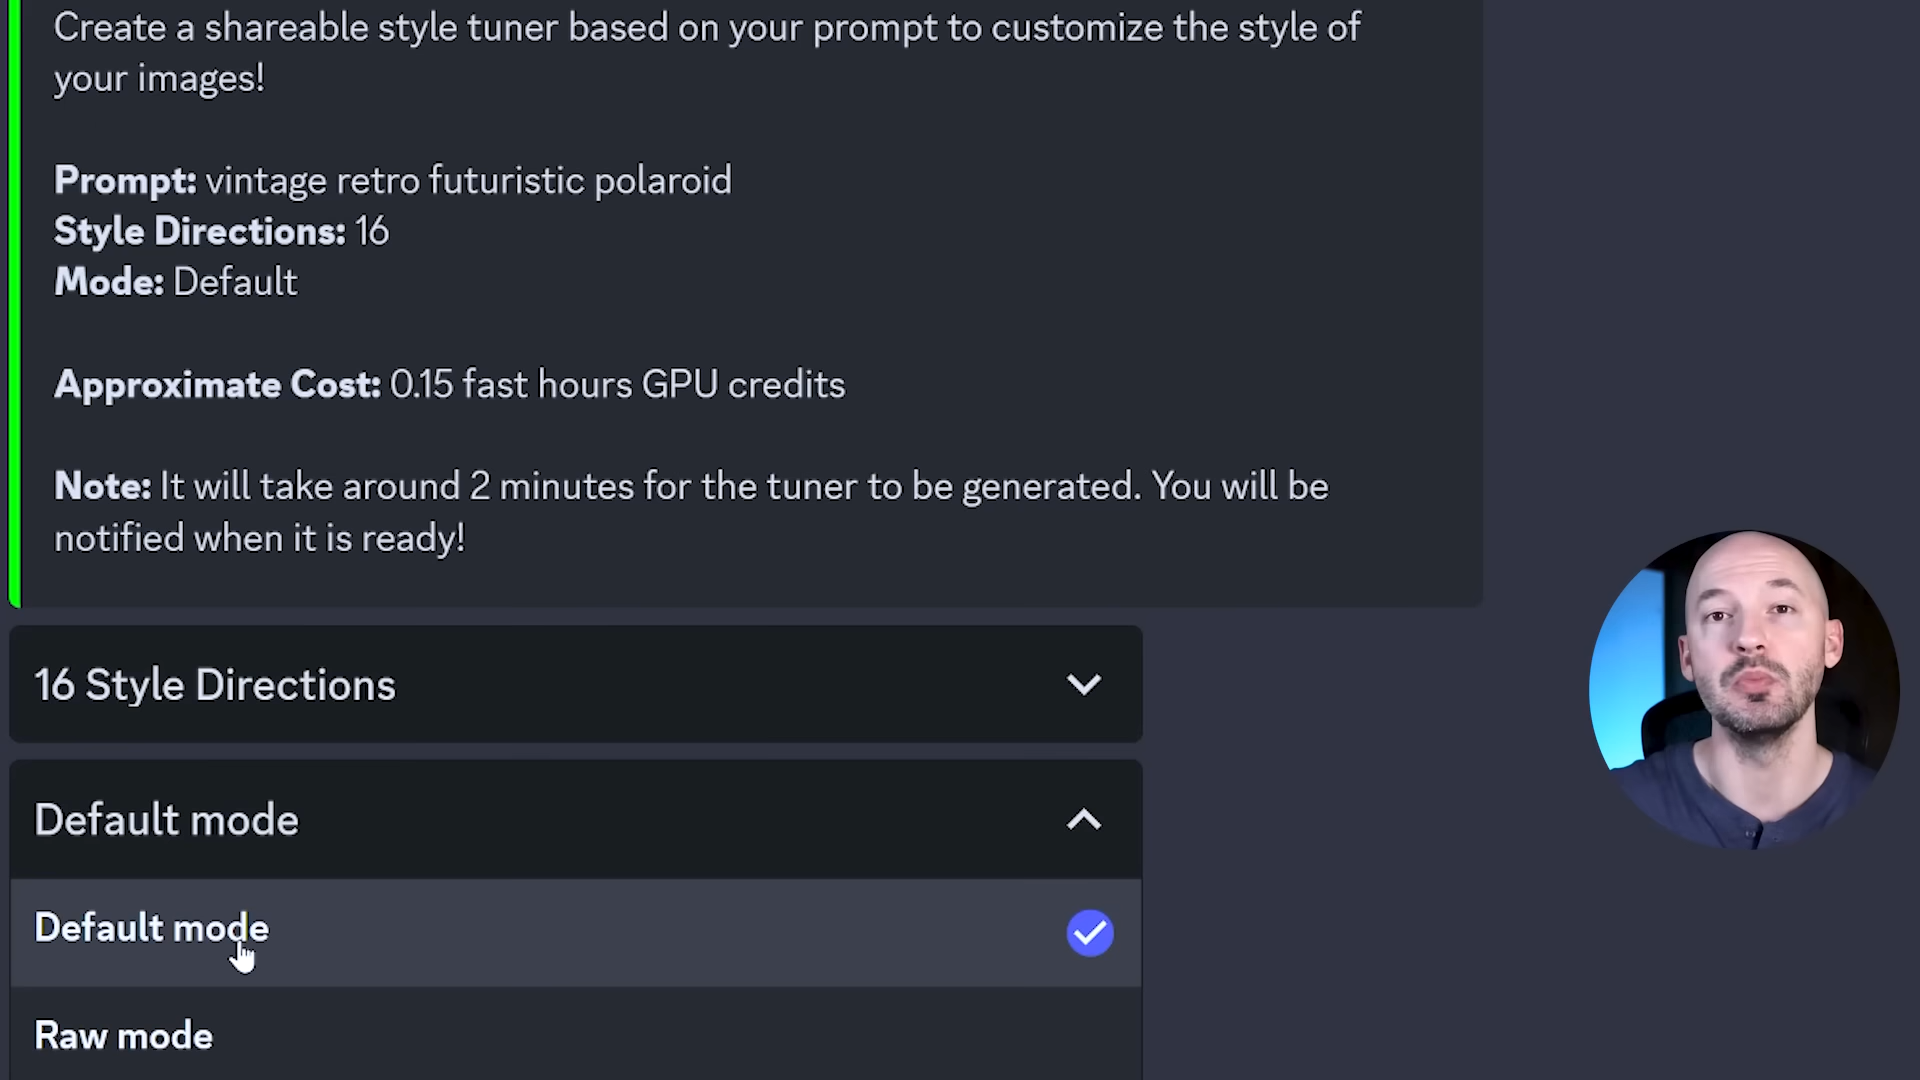 Create a shareable style tuner based on your prompt to customize the style of
your images!
Prompt: vintage retro futuristic polaroid
Style Directions: 16
Mode: Default
Approximate Cost: 0.15 fast hours GPU credits
Note: It will take around 2 minutes for the tuner to be generated. You will be
notified when it is ready!
16 Style Directions
Default mode
Default mode
Raw mode